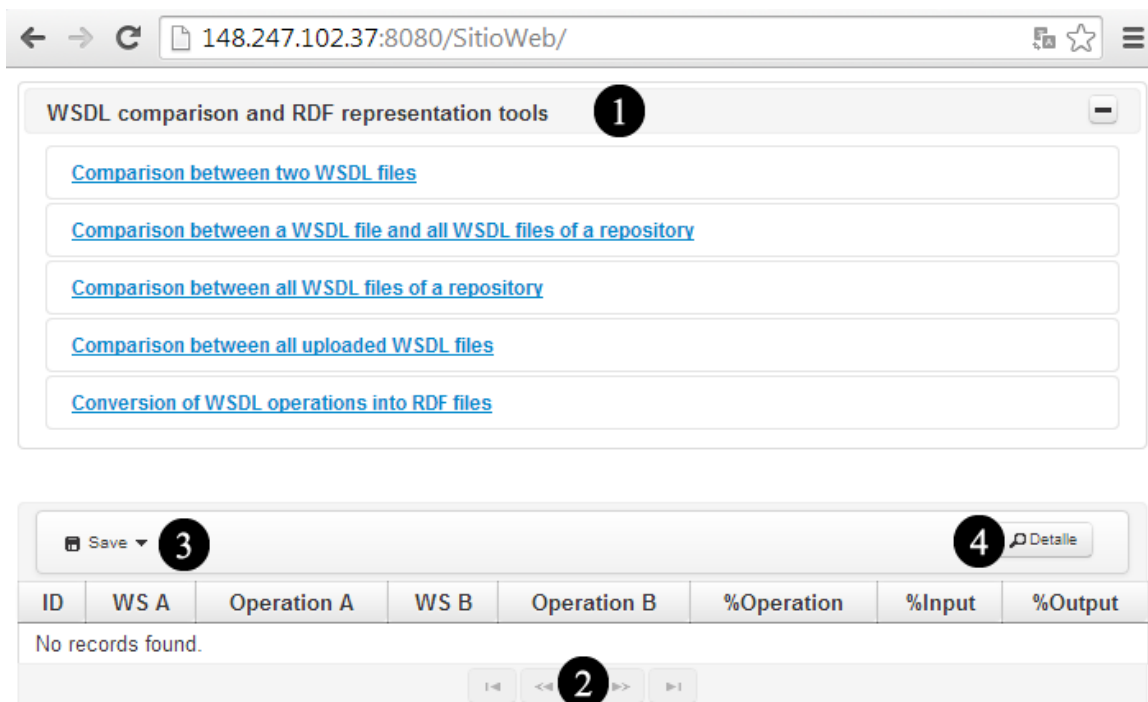 148.247.102.37:8080/SitioWeb/
WSDL comparison and RDF representation tools 1
Comparison between two WSDL files
Comparison between a WSDL file and all WSDL files of a repository
Comparison between all WSDL files of a repository
Comparison between all uploaded WSDL files
Conversion of WSDL operations into RDF files
Save 3 4 Detalle
ID WS A Operation A WS B Operation B %Operation %Input %Output
No records found.
2